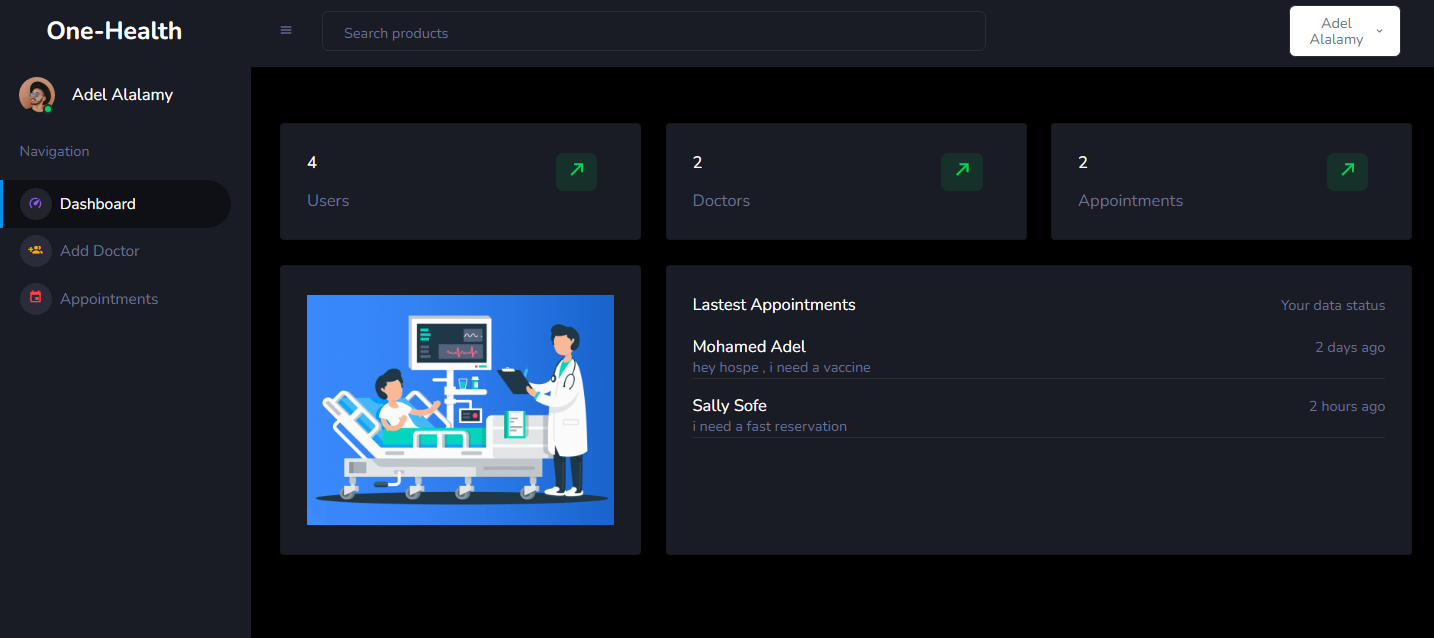 One-Health
Search products
Adel
Alalamy
Adel Alalamy
Navigation
Dashboard
Add Doctor
Appointments
4
Users
2
Doctors
2
Appointments
Lastest Appointments
Your data status
Mohamed Adel
2 days ago
hey hospe , i need a vaccine
Sally Sofe
2 hours ago
i need a fast reservation